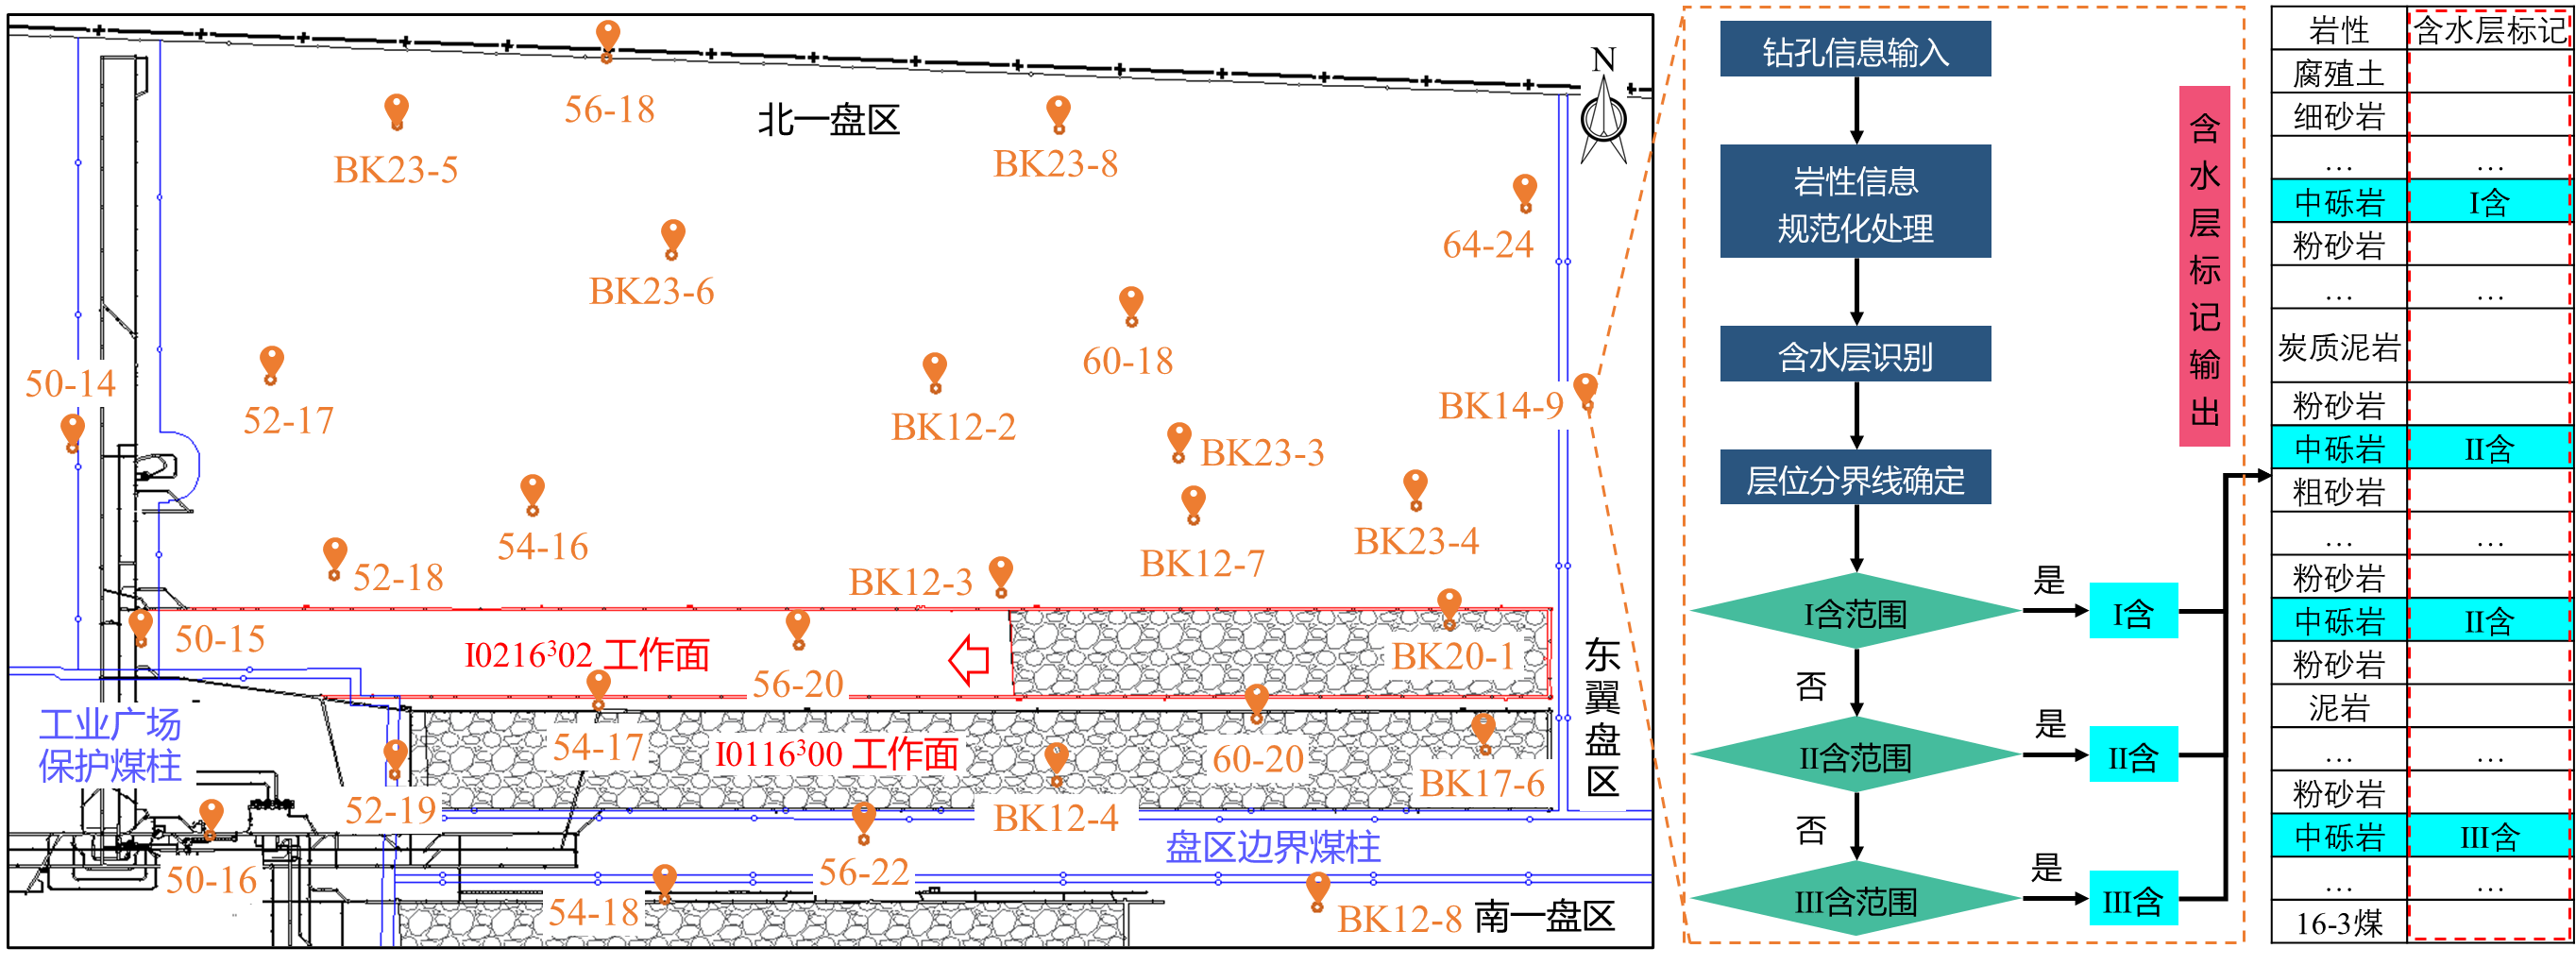 56-18
BK23-5
北一盘区
BK23-8
N
64-24
BK23-6
60-18
50-14
52-17
BK12-2
BK14-9
BK23-3
54-16
BK12-7
BK23-4
52-18
BK12-3
50-15
I0216³02 工作面
56-20
BK20-1
东翼盘区
工业广场
保护煤柱
54-17
I0116³00 工作面
60-20
BK17-6
52-19
BK12-4
50-16
56-22
盘区边界煤柱
54-18
BK12-8
南一盘区
钻孔信息输入
岩性信息
规范化处理
含水层识别
层位分界线确定
I含范围
是
I含
否
II含范围
是
II含
否
III含范围
是
III含
含水层标记输出
岩性 含水层标记
腐殖土
细砂岩
… …
中砾岩 I含
粉砂岩
… …
炭质泥岩
粉砂岩
中砾岩 II含
粗砂岩
… …
粉砂岩
中砾岩 II含
粉砂岩
泥岩
… …
粉砂岩
中砾岩 III含
… …
16-3煤